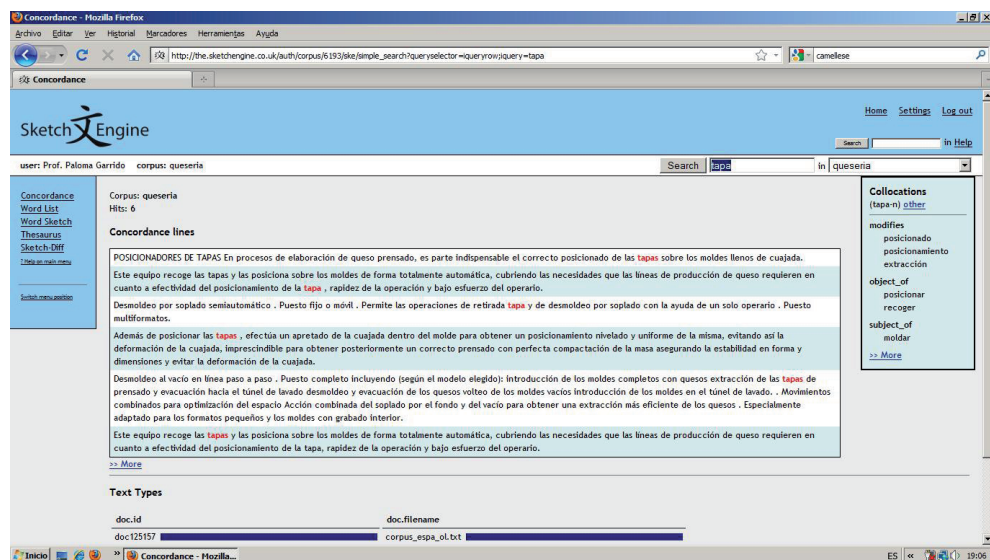 Concordance - Mozilla Firefox
Archivo Editar Ver Historial Marcadores Herramientas Ayuda
http://the.sketchengine.co.uk/auth/corpus/6193/ske/simple_search?queryselector=iqueryrow;iquery=tapa
camellese
Concordance
Sketch Engine
Home Settings Log out
Search in Help
user: Prof. Paloma Garrido corpus: queseria
Search tapa in queseria
Concordance
Word List
Word Sketch
Thesaurus
Sketch-Diff
? Help on main menu
Switch menu position
Corpus: queseria
Hits: 6
Concordance lines
POSICIONADORES DE TAPAS En procesos de elaboración de queso prensado, es parte indispensable el correcto posicionado de las tapas sobre los moldes llenos de cuajada.
Este equipo recoge las tapas y las posiciona sobre los moldes de forma totalmente automática, cubriendo las necesidades que las líneas de producción de queso requieren en
cuanto a efectividad del posicionamiento de la tapa , rapidez de la operación y bajo esfuerzo del operario.
Desmoldeo por soplado semiautomático . Puesto fijo o móvil . Permite las operaciones de retirada tapa y de desmoldeo por soplado con la ayuda de un solo operario . Puesto
multiformatos.
Además de posicionar las tapas , efectúa un apretado de la cuajada dentro del molde para obtener un posicionamiento nivelado y uniforme de la misma, evitando así la
deformación de la cuajada, imprescindible para obtener posteriormente un correcto prensado con perfecta compactación de la masa asegurando la estabilidad en forma y
dimensiones y evitar la deformación de la cuajada.
Desmoldeo al vacío en línea paso a paso . Puesto completo incluyendo (según el modelo elegido): introducción de los moldes completos con quesos extracción de las tapas de
prensado y evacuación hacia el túnel de lavado desmoldeo y evacuación de los quesos volteo de los moldes vacíos introducción de los moldes en el túnel de lavado. . Movimientos
combinados para optimización del espacio Acción combinada del soplado por el fondo y del vacío para obtener una extracción más eficiente de los quesos . Especialmente
adaptado para los formatos pequeños y los moldes con grabado interior.
Este equipo recoge las tapas y las posiciona sobre los moldes de forma totalmente automática, cubriendo las necesidades que las líneas de producción de queso requieren en
cuanto a efectividad del posicionamiento de la tapa, rapidez de la operación y bajo esfuerzo del operario.
>> More
Text Types
doc.id doc.filename
doc125157 corpus_espa_ol.txt
Collocations
(tapa-n) other
modifies
posicionado
posicionamiento
extracción
object_of
posicionar
recoger
subject_of
moldar
>> More
Inicio » Concordance - Mozilla... ES « 19:06